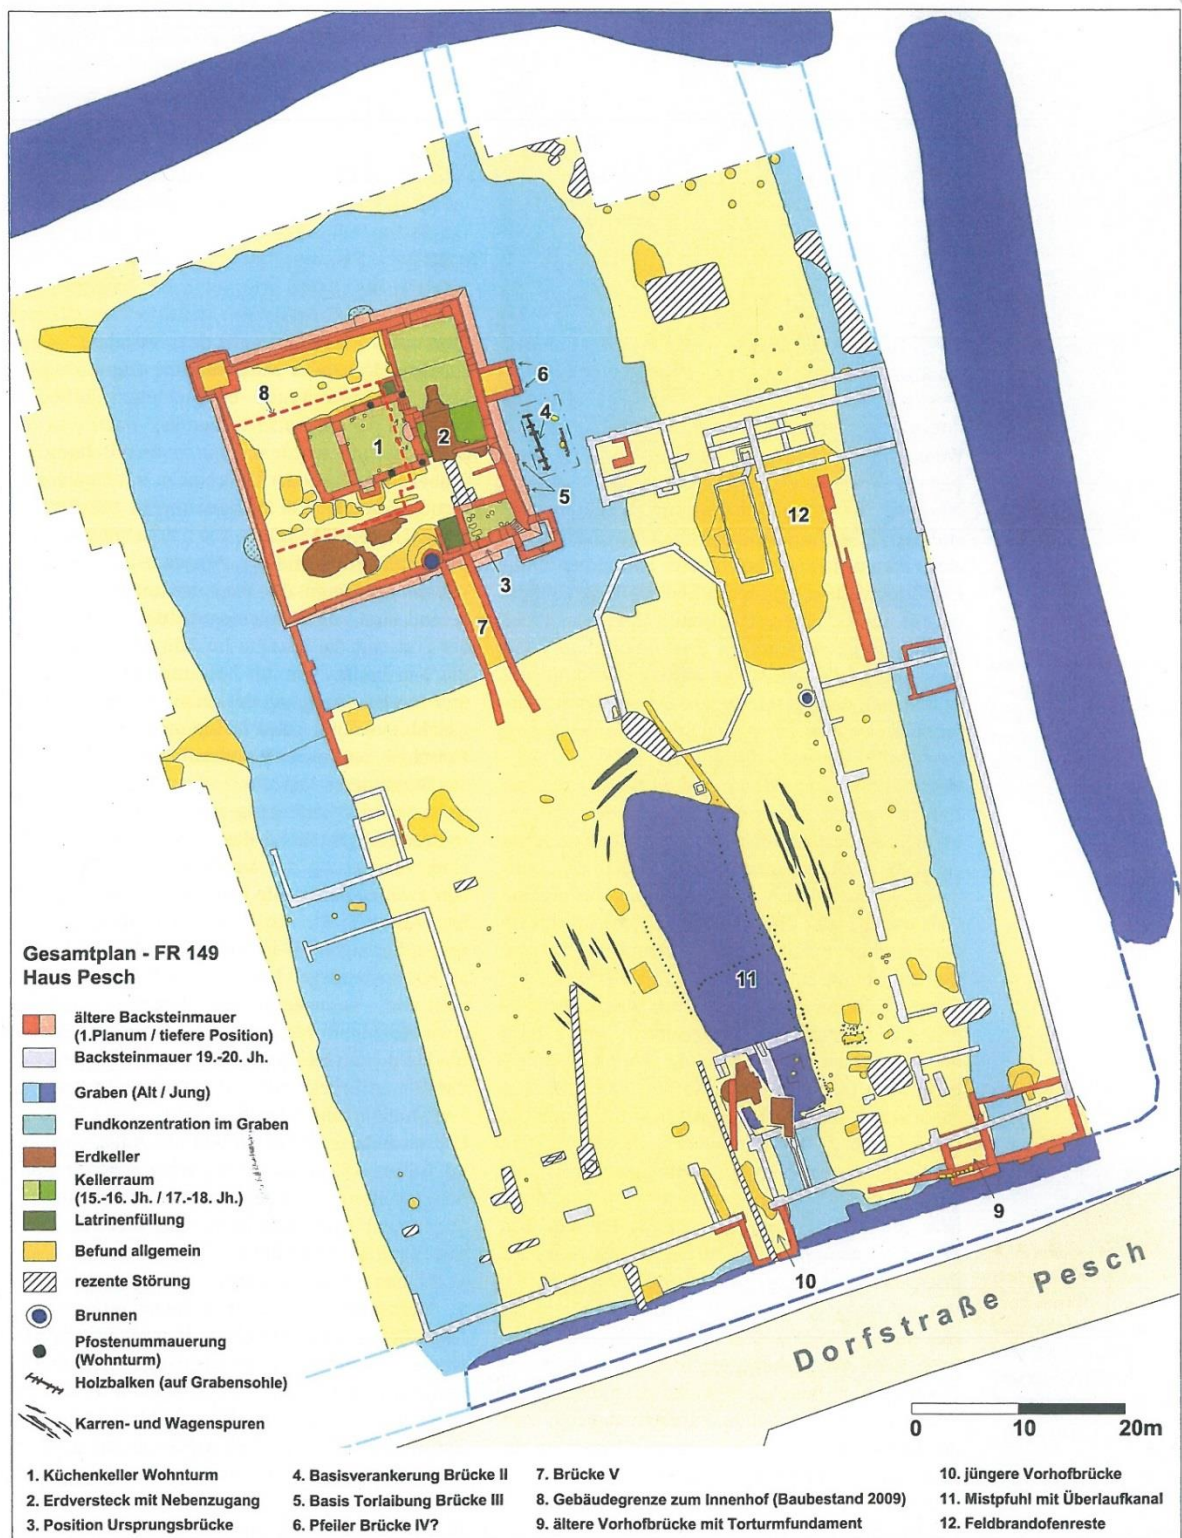 8
6
4
1
2
5
12
3
7
11
9
10
Gesamtplan - FR 149
Haus Pesch
ältere Backsteinmauer
(1.Planum / tiefere Position)
Backsteinmauer 19.-20. Jh.
Graben (Alt / Jung)
Fundkonzentration im Graben
Erdkeller
Kellerraum
(15.-16. Jh. / 17.-18. Jh.)
Latrinenfüllung
Befund allgemein
rezente Störung
Brunnen
Pfostenummauerung
(Wohnturm)
Holzbalken (auf Grabensohle)
Karren- und Wagenspuren
Dorfstraße Pesch
0 10 20m
1. Küchenkeller Wohnturm
2. Erdversteck mit Nebenzugang
3. Position Ursprungsbrücke
4. Basisverankerung Brücke II
5. Basis Torlaibung Brücke III
6. Pfeiler Brücke IV?
7. Brücke V
8. Gebäudegrenze zum Innenhof (Baubestand 2009)
9. ältere Vorhofbrücke mit Torturmfundament
10. jüngere Vorhofbrücke
11. Mistpfuhl mit Überlaufkanal
12. Feldbrandofenreste